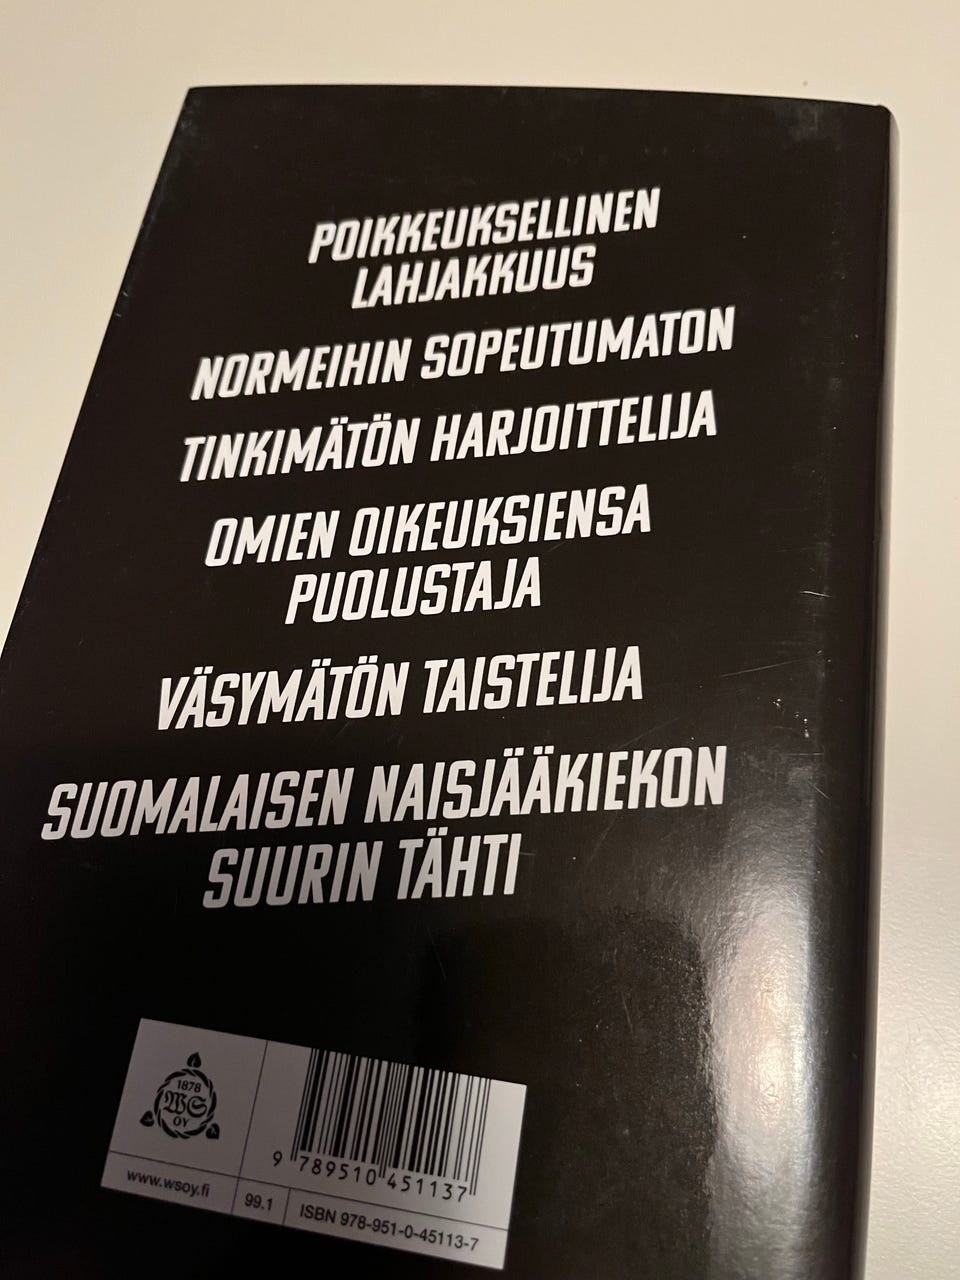 POIKKEUKSELLINEN
LAHJAKKUUS
NORMEIHIN SOPEUTUMATON
TINKIMÄTÖN HARJOITTELIJA
OMIEN OIKEUKSIENSA
PUOLUSTAJA
VÄSYMÄTÖN TAISTELIJA
SUOMALAISEN NAISJÄÄKIEKON
SUURIN TÄHTI
1878
WS
OY
9 789510 451137
www.wsoy.fi
99.1
ISBN 978-951-0-45113-7